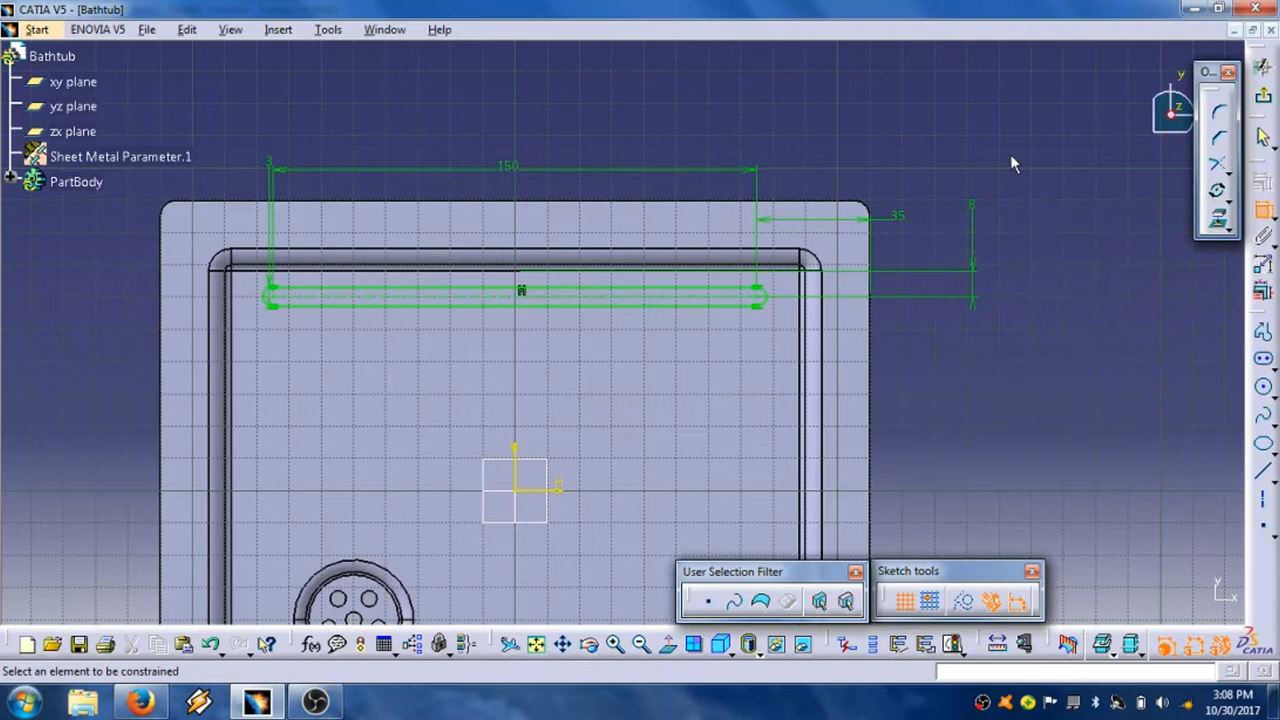 CATIA V5 - [Bathtub]
Start ENOVIA V5 File Edit View Insert Tools Window Help
Bathtub
xy plane
yz plane
zx plane
Sheet Metal Parameter.1
PartBody
O...
y
z
3
150
35
8
H
User Selection Filter
Sketch tools
y
x
f(x)
CATIA
Select an element to be constrained
3:08 PM
10/30/2017